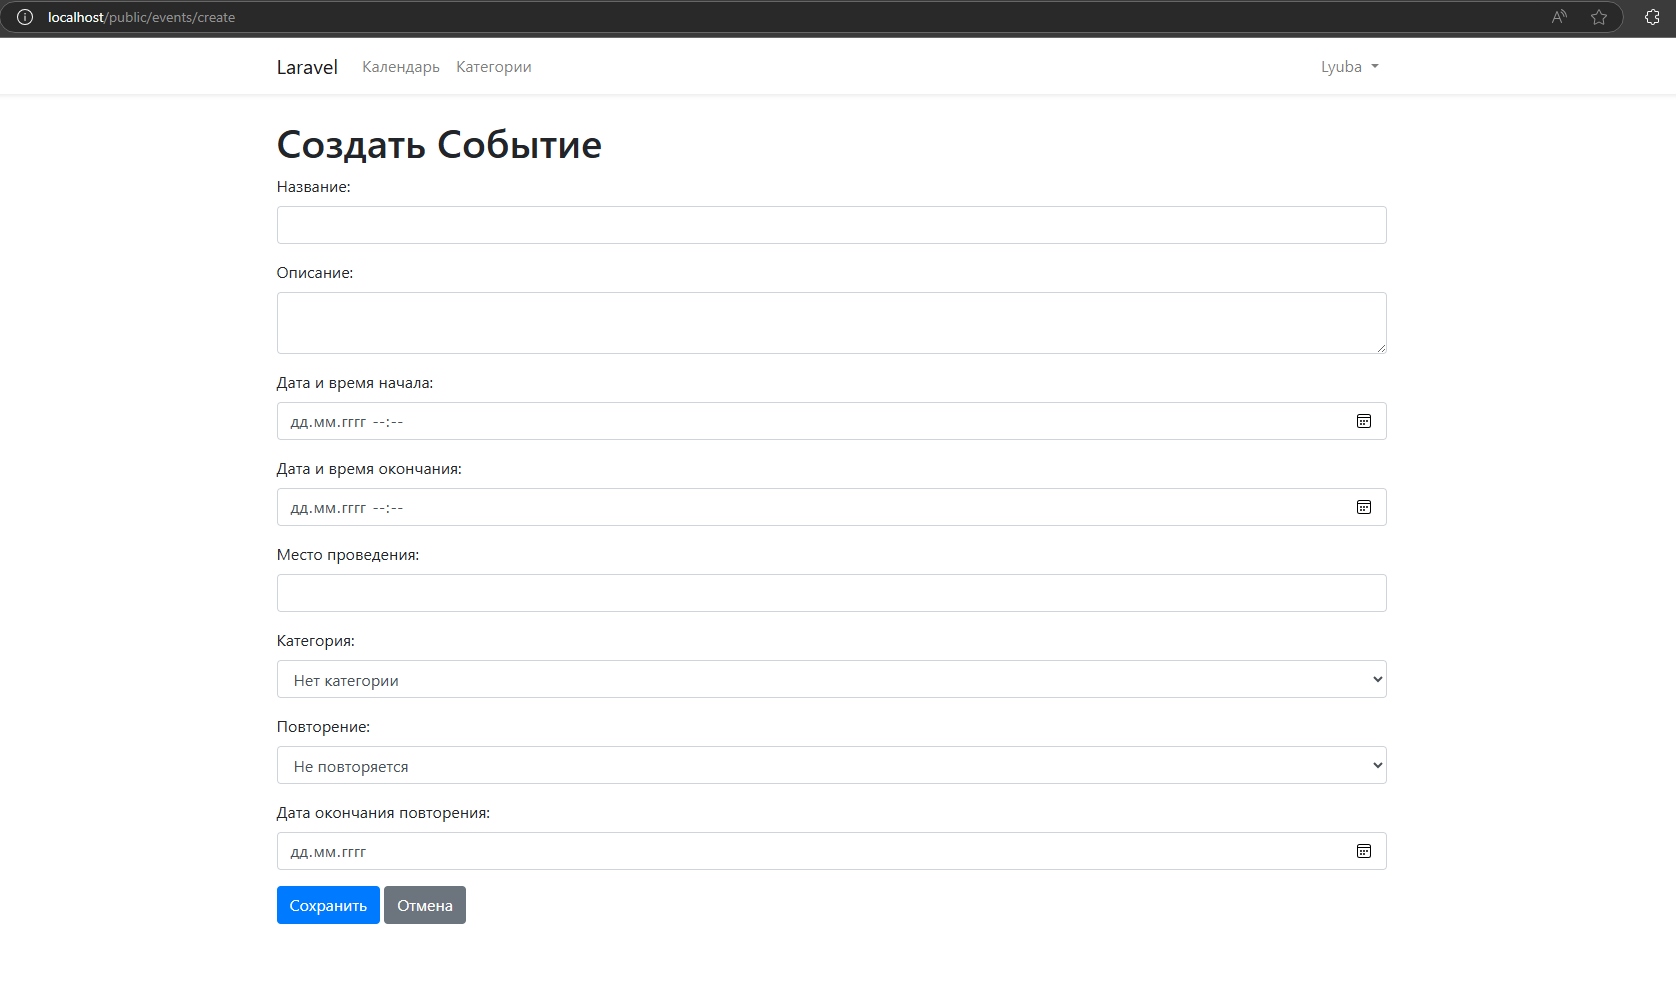 localhost/public/events/create
Laravel Календарь Категории Lyuba
Создать Событие
Название:
Описание:
Дата и время начала:
дд.мм.гггг --:--
Дата и время окончания:
дд.мм.гггг --:--
Место проведения:
Категория:
Нет категории
Повторение:
Не повторяется
Дата окончания повторения:
дд.мм.гггг
Сохранить Отмена